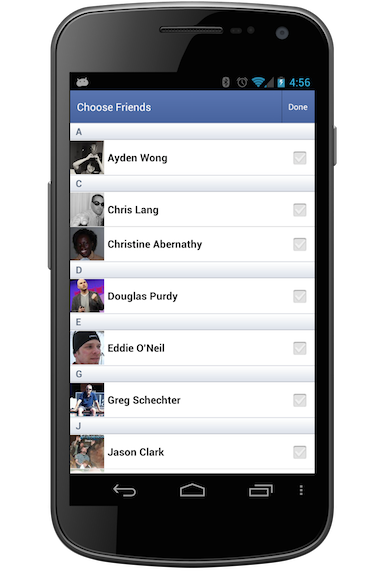 4:56
Choose Friends
Done
A
Ayden Wong
C
Chris Lang
Christine Abernathy
D
Douglas Purdy
E
Eddie O'Neil
G
Greg Schechter
J
Jason Clark